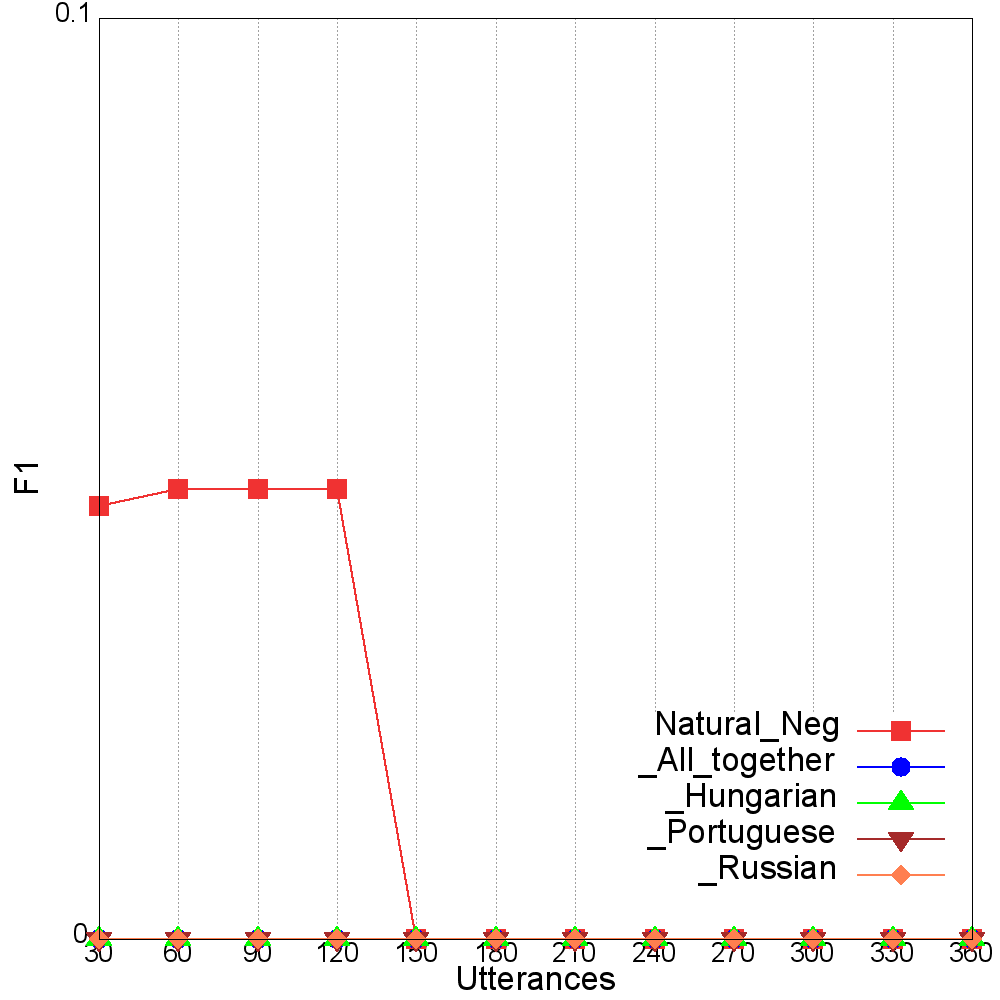 0.1
F1
Natural_Neg
_All_together
_Hungarian
_Portuguese
_Russian
0
30 60 90 120 150 180 210 240 270 300 330 360
Utterances